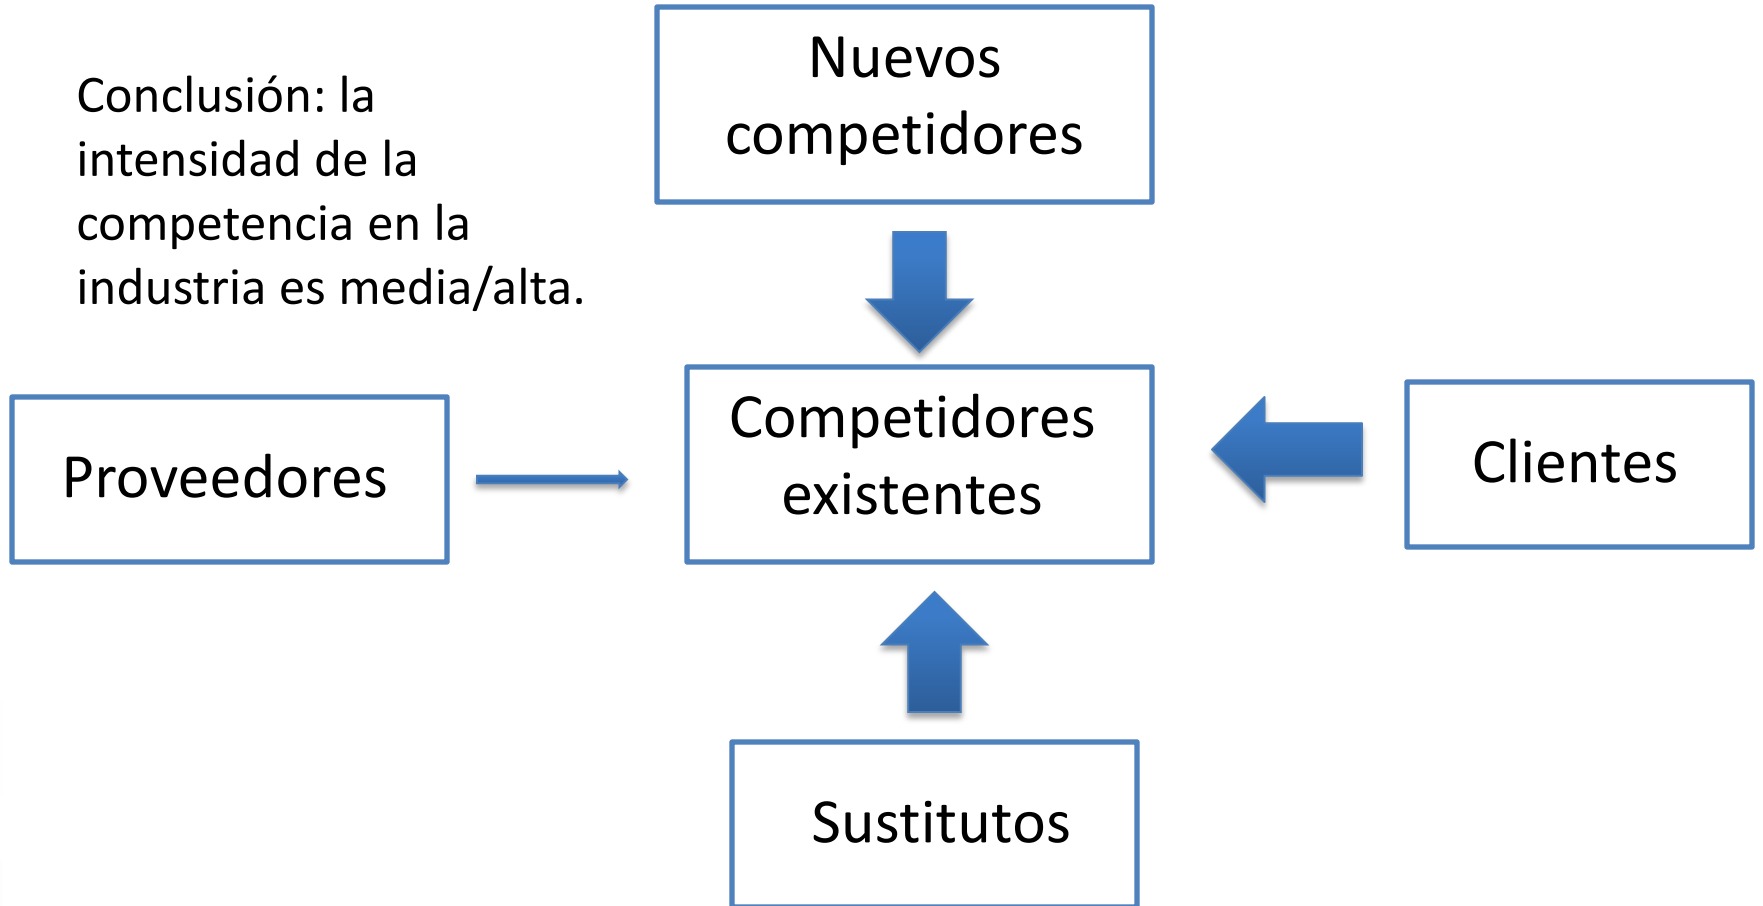 Conclusión: la
intensidad de la
competencia en la
industria es media/alta.
Nuevos
competidores
Proveedores
Competidores
existentes
Clientes
Sustitutos